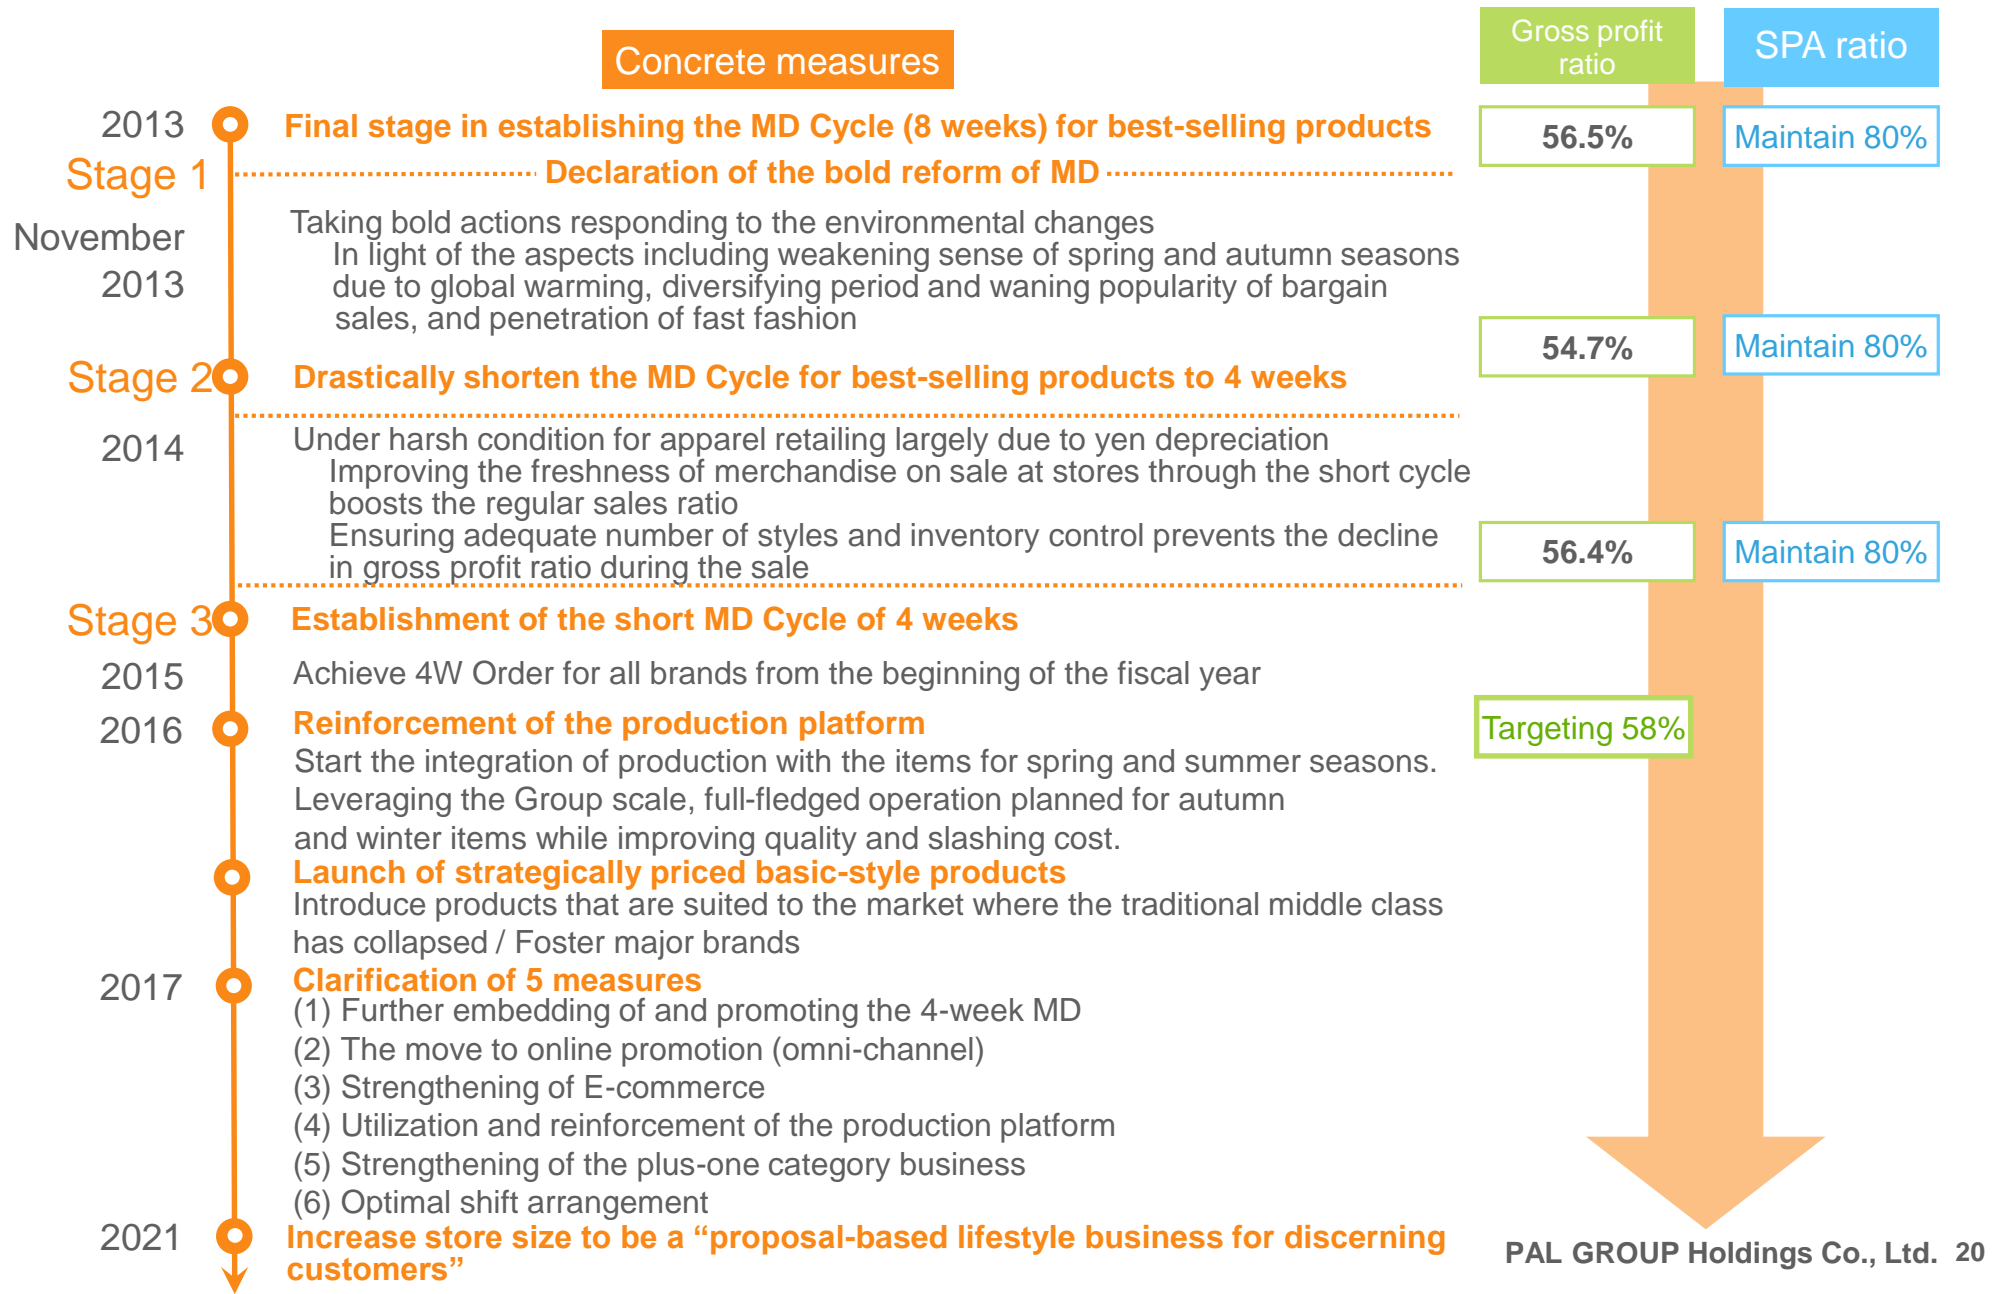 Concrete measures
Gross profit
ratio
SPA ratio
2013
Final stage in establishing the MD Cycle (8 weeks) for best-selling products
56.5%
Maintain 80%
Stage 1
Declaration of the bold reform of MD
November
2013
Taking bold actions responding to the environmental changes
In light of the aspects including weakening sense of spring and autumn seasons
due to global warming, diversifying period and waning popularity of bargain
sales, and penetration of fast fashion
54.7%
Maintain 80%
Stage 2
Drastically shorten the MD Cycle for best-selling products to 4 weeks
2014
Under harsh condition for apparel retailing largely due to yen depreciation
Improving the freshness of merchandise on sale at stores through the short cycle
boosts the regular sales ratio
Ensuring adequate number of styles and inventory control prevents the decline
in gross profit ratio during the sale
56.4%
Maintain 80%
Stage 3
Establishment of the short MD Cycle of 4 weeks
2015
Achieve 4W Order for all brands from the beginning of the fiscal year
2016
Reinforcement of the production platform
Targeting 58%
Start the integration of production with the items for spring and summer seasons.
Leveraging the Group scale, full-fledged operation planned for autumn
and winter items while improving quality and slashing cost.
Launch of strategically priced basic-style products
Introduce products that are suited to the market where the traditional middle class
has collapsed / Foster major brands
2017
Clarification of 5 measures
(1) Further embedding of and promoting the 4-week MD
(2) The move to online promotion (omni-channel)
(3) Strengthening of E-commerce
(4) Utilization and reinforcement of the production platform
(5) Strengthening of the plus-one category business
(6) Optimal shift arrangement
2021
Increase store size to be a “proposal-based lifestyle business for discerning
customers”
PAL GROUP Holdings Co., Ltd. 20